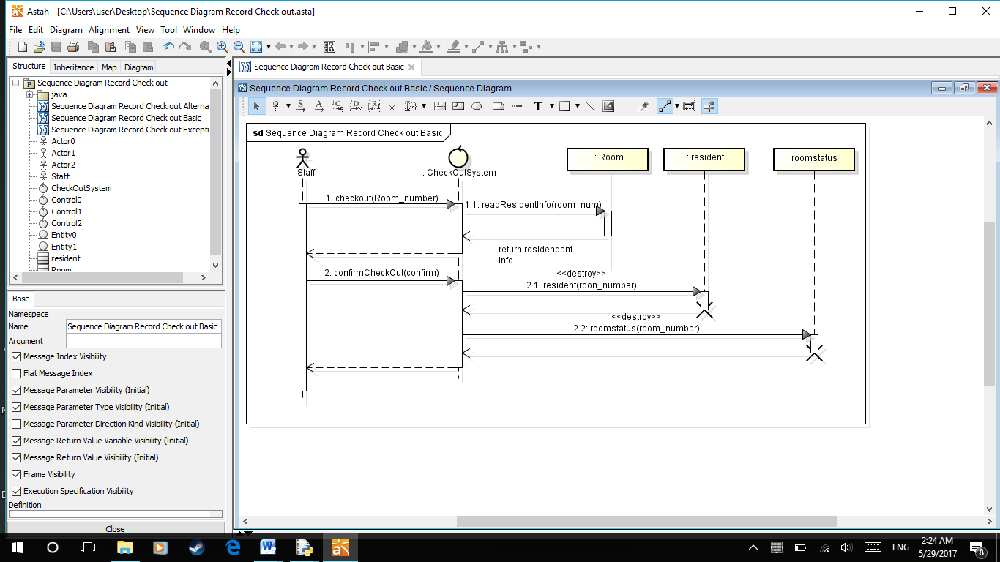 Astah - [C:\Users\user\Desktop\Sequence Diagram Record Check out.asta]
File Edit Diagram Alignment View Tool Window Help
Structure Inheritance Map Diagram
Sequence Diagram Record Check out
java
Sequence Diagram Record Check out Alterna
Sequence Diagram Record Check out Basic
Sequence Diagram Record Check out Excepti
Actor0
Actor1
Actor2
Staff
CheckOutSystem
Control0
Control1
Control2
Entity0
Entity1
resident
Room
Base
Namespace
Name Sequence Diagram Record Check out Basic
Argument
Message Index Visibility
Flat Message Index
Message Parameter Visibility (Initial)
Message Parameter Type Visibility (Initial)
Message Parameter Direction Kind Visibility (Initial)
Message Return Value Variable Visibility (Initial)
Message Return Value Visibility (Initial)
Frame Visibility
Execution Specification Visibility
Definition
Close
Sequence Diagram Record Check out Basic
Sequence Diagram Record Check out Basic / Sequence Diagram
sd Sequence Diagram Record Check out Basic
: Staff
: CheckOutSystem
: Room
: resident
roomstatus
1: checkout(Room_number)
1.1: readResidentInfo(room_num)
return residendent
info
2: confirmCheckOut(confirm)
<<destroy>>
2.1: resident(roon_number)
<<destroy>>
2.2: roomstatus(room_number)
ENG
2:24 AM
5/29/2017
8